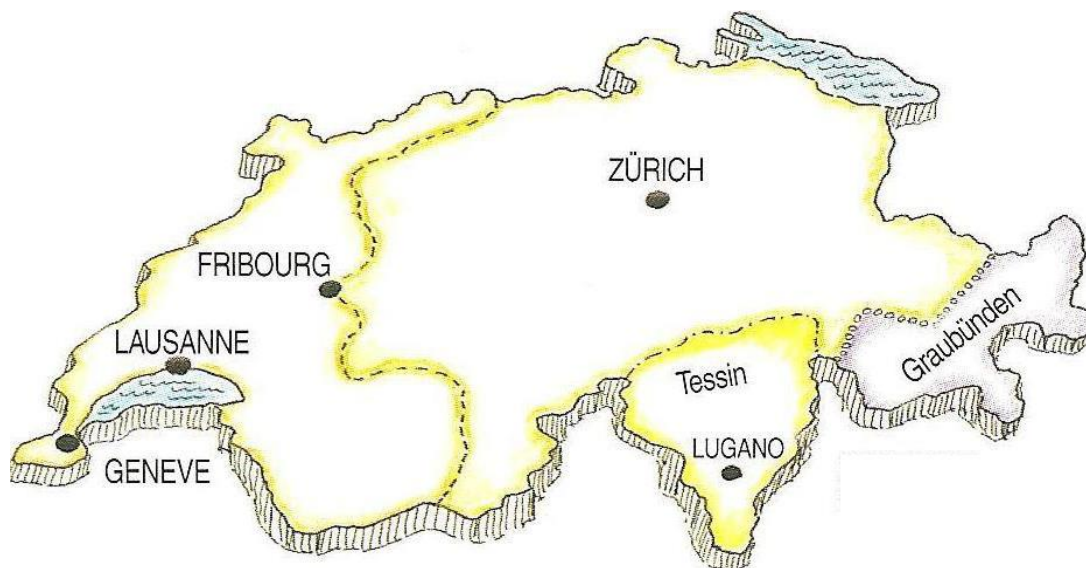 ZÜRICH
FRIBOURG
LAUSANNE
GENEVE
Tessin
LUGANO
Graubünden